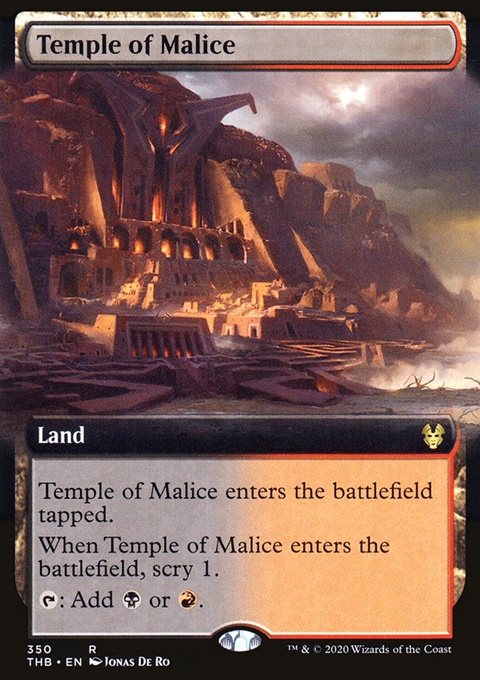 Temple of Malice
Land
Temple of Malice enters the battlefield
tapped.
When Temple of Malice enters the
battlefield, scry 1.
: Add or .
350 R
THB • EN Jonas De Ro
™ & © 2020 Wizards of the Coast